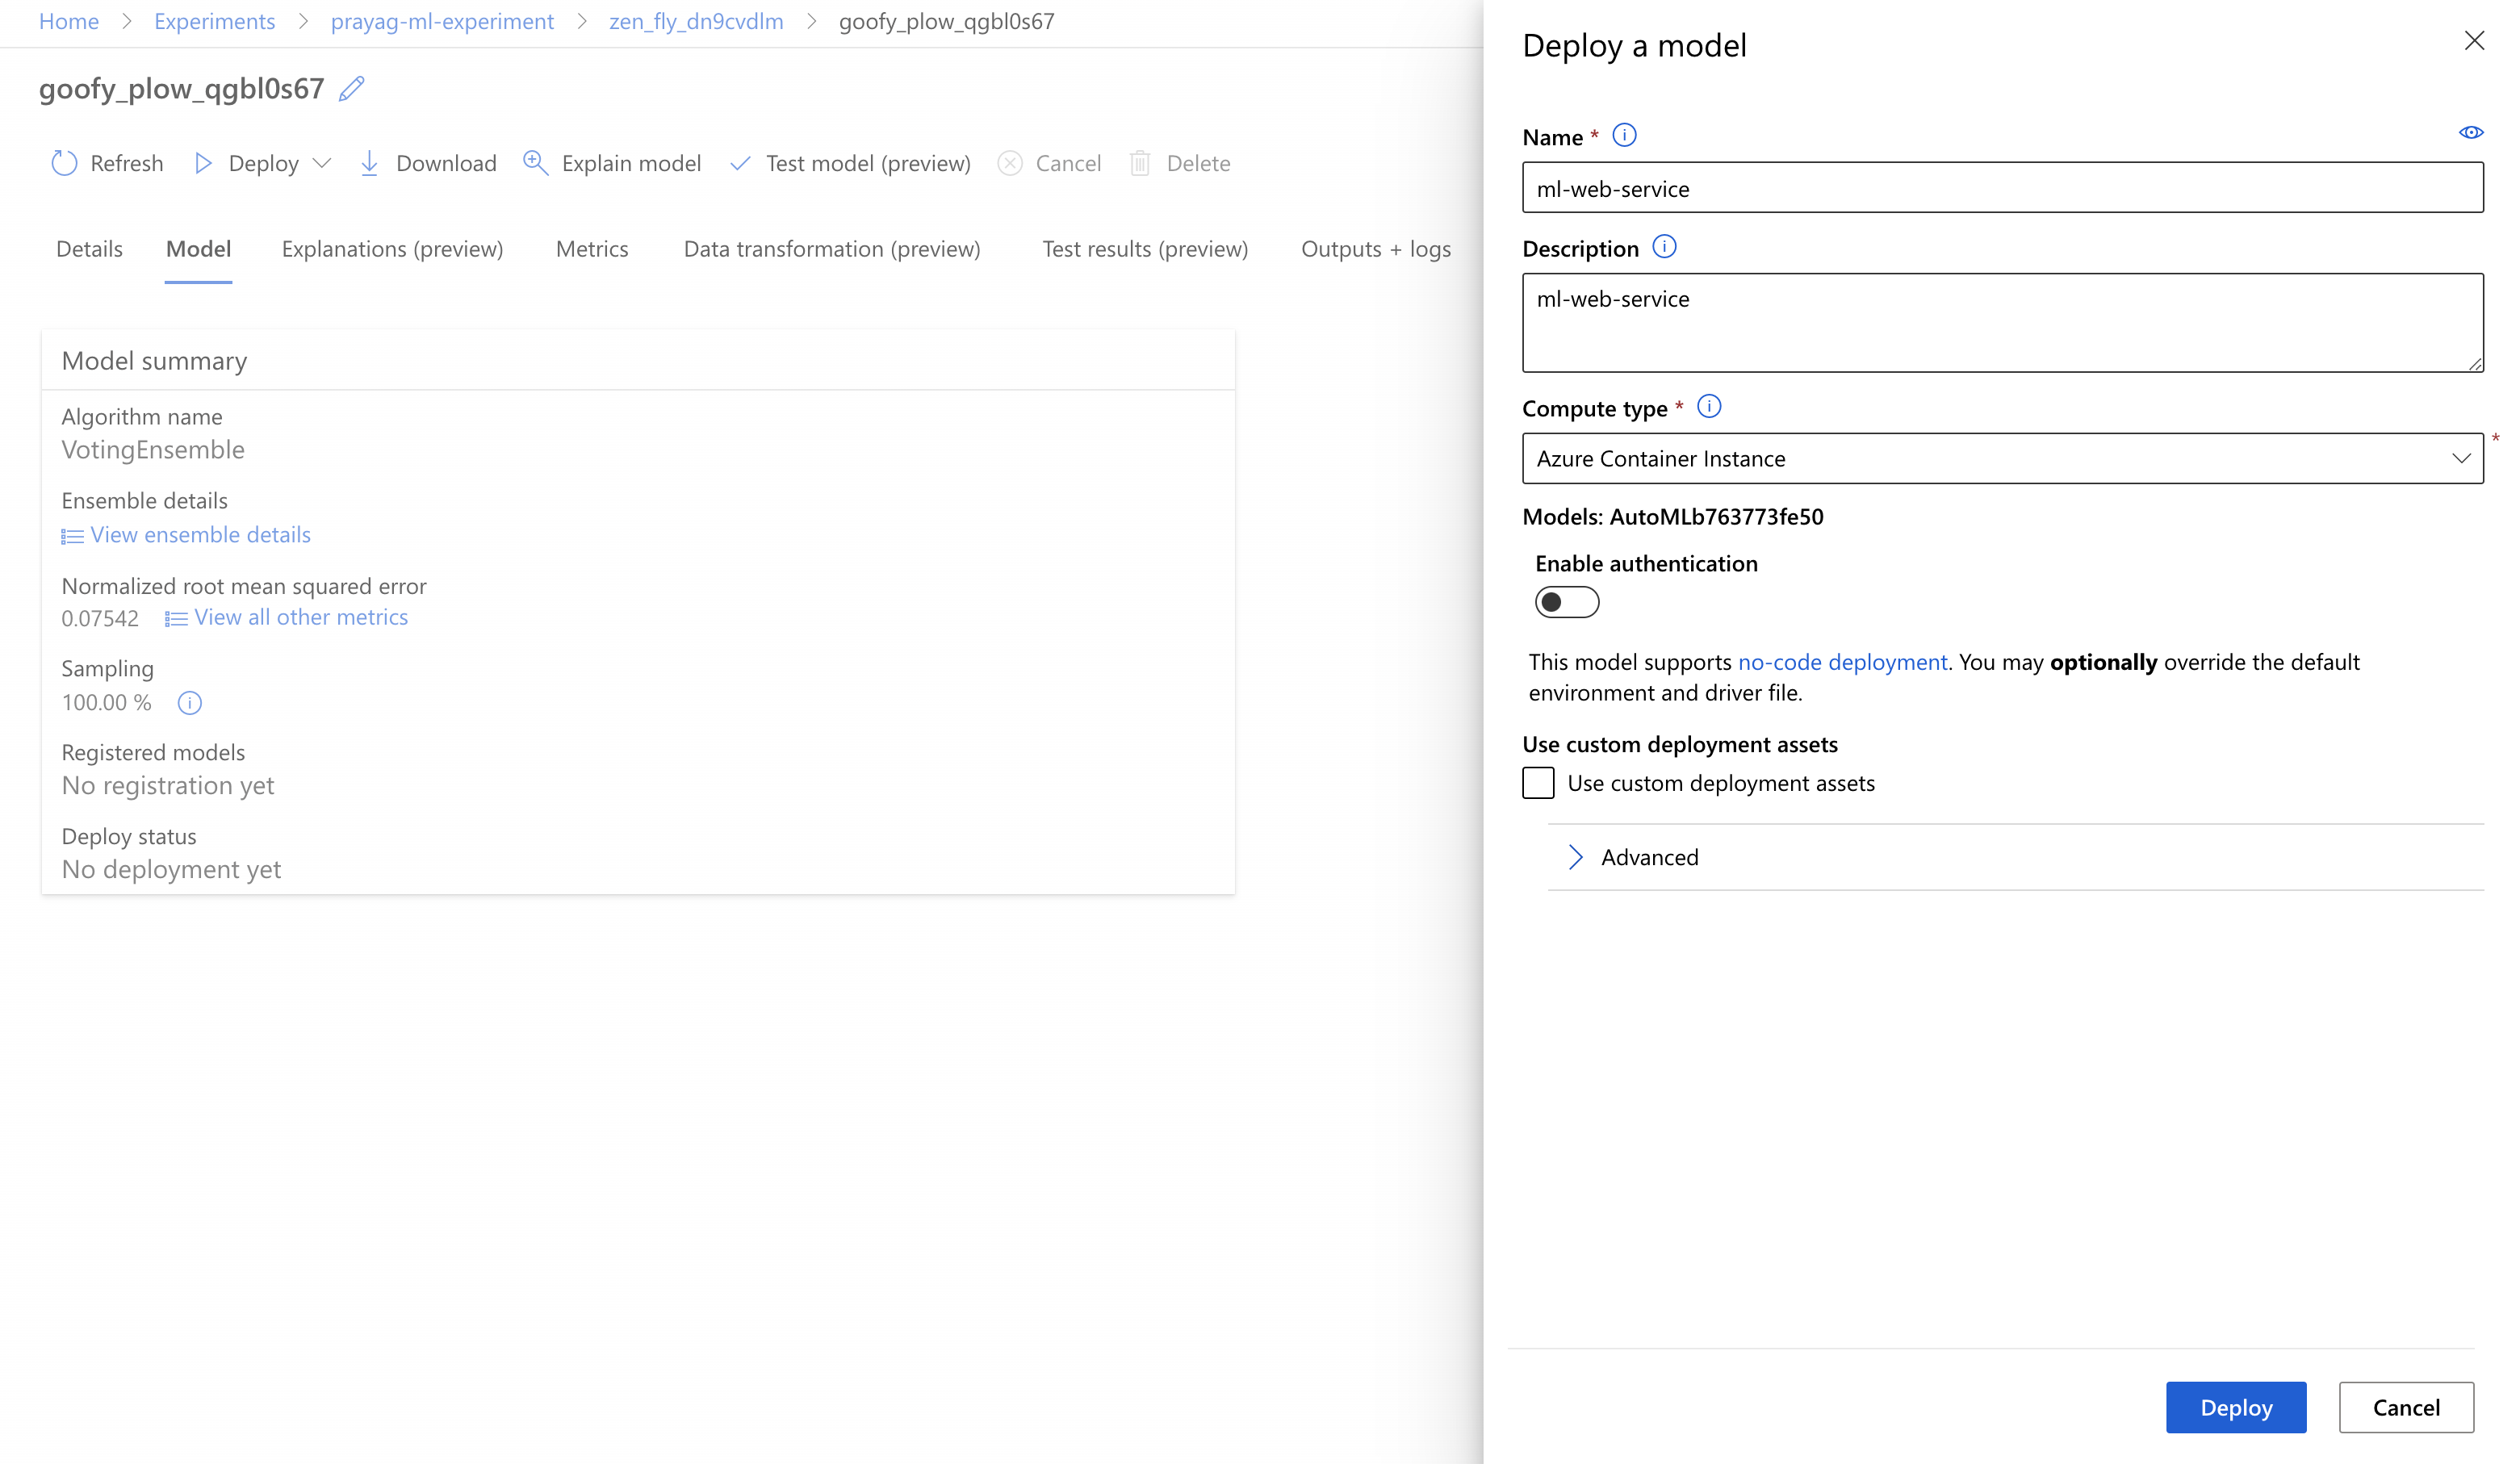 Home > Experiments > prayag-ml-experiment > zen_fly_dn9cvdlm > goofy_plow_qgbl0s67
goofy_plow_qgbl0s67
Refresh Deploy Download Explain model Test model (preview) Cancel Delete
Details Model Explanations (preview) Metrics Data transformation (preview) Test results (preview) Outputs + logs
Model summary
Algorithm name
VotingEnsemble
Ensemble details
View ensemble details
Normalized root mean squared error
0.07542 View all other metrics
Sampling
100.00 %
Registered models
No registration yet
Deploy status
No deployment yet
Deploy a model
Name *
ml-web-service
Description
ml-web-service
Compute type *
Azure Container Instance *
Models: AutoMLb763773fe50
Enable authentication
This model supports no-code deployment. You may optionally override the default
environment and driver file.
Use custom deployment assets
Use custom deployment assets
Advanced
Deploy Cancel